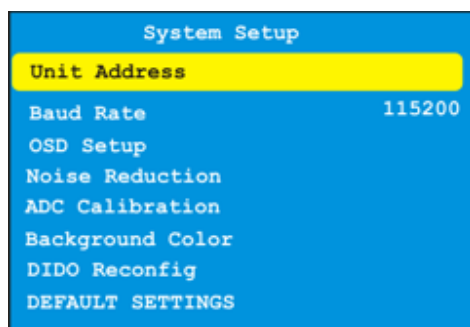 System Setup
Unit Address
Baud Rate 115200
OSD Setup
Noise Reduction
ADC Calibration
Background Color
DIDO Reconfig
DEFAULT SETTINGS